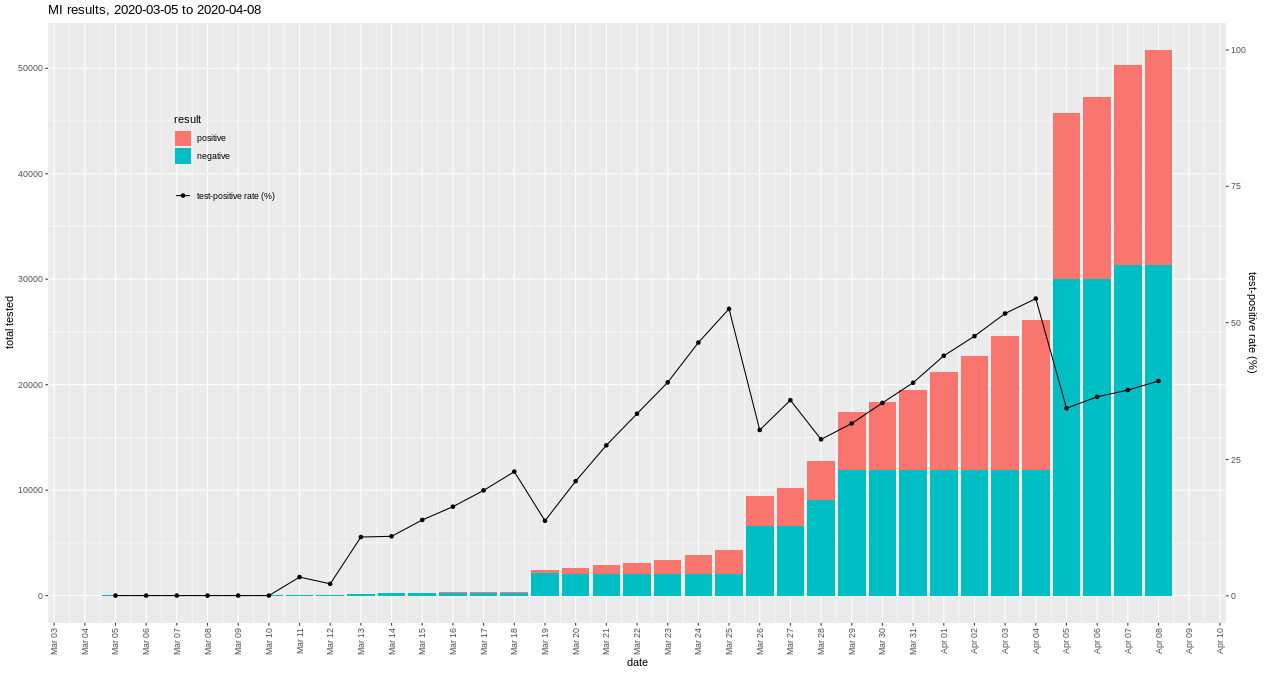 MI results, 2020-03-05 to 2020-04-08
total tested
50000
40000
30000
20000
10000
0
result
positive
negative
test-positive rate (%)
100
75
50
25
0
test-positive rate (%)
Mar 03
Mar 04
Mar 05
Mar 06
Mar 07
Mar 08
Mar 09
Mar 10
Mar 11
Mar 12
Mar 13
Mar 14
Mar 15
Mar 16
Mar 17
Mar 18
Mar 19
Mar 20
Mar 21
Mar 22
Mar 23
Mar 24
Mar 25
Mar 26
Mar 27
Mar 28
Mar 29
Mar 30
Mar 31
Apr 01
Apr 02
Apr 03
Apr 04
Apr 05
Apr 06
Apr 07
Apr 08
Apr 09
Apr 10
date